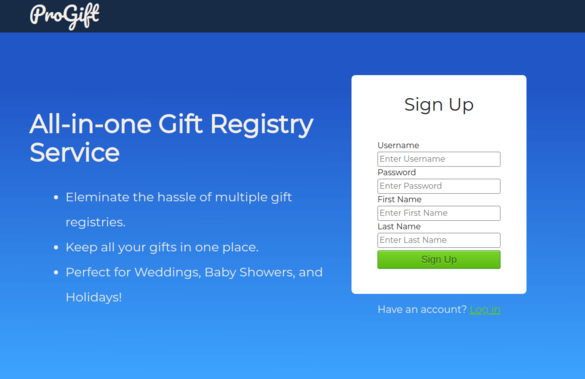 ProGift
All-in-one Gift Registry
Service
Eleminate the hassle of multiple gift
registries.
Keep all your gifts in one place.
Perfect for Weddings, Baby Showers, and
Holidays!
Sign Up
Username
Enter Username
Password
Enter Password
First Name
Enter First Name
Last Name
Enter Last Name
Sign Up
Have an account? Log in